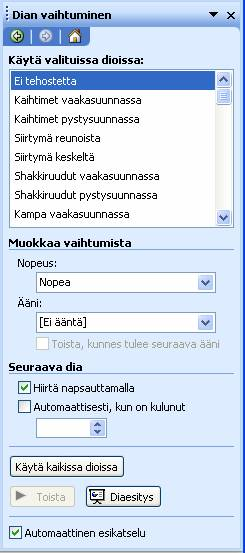 Dian vaihtuminen
Käytä valituissa dioissa:
Ei tehostetta
Kaihtimet vaakasuunnassa
Kaihtimet pystysuunnassa
Siirtymä reunoista
Siirtymä keskeltä
Shakkiruudut vaakasuunnassa
Shakkiruudut pystysuunnassa
Kampa vaakasuunnassa
Muokkaa vaihtumista
Nopeus:
Nopea
Ääni:
[Ei ääntä]
Toista, kunnes tulee seuraava ääni
Seuraava dia
Hiirtä napsauttamalla
Automaattisesti, kun on kulunut
Käytä kaikissa dioissa
Toista
Diaesitys
Automaattinen esikatselu